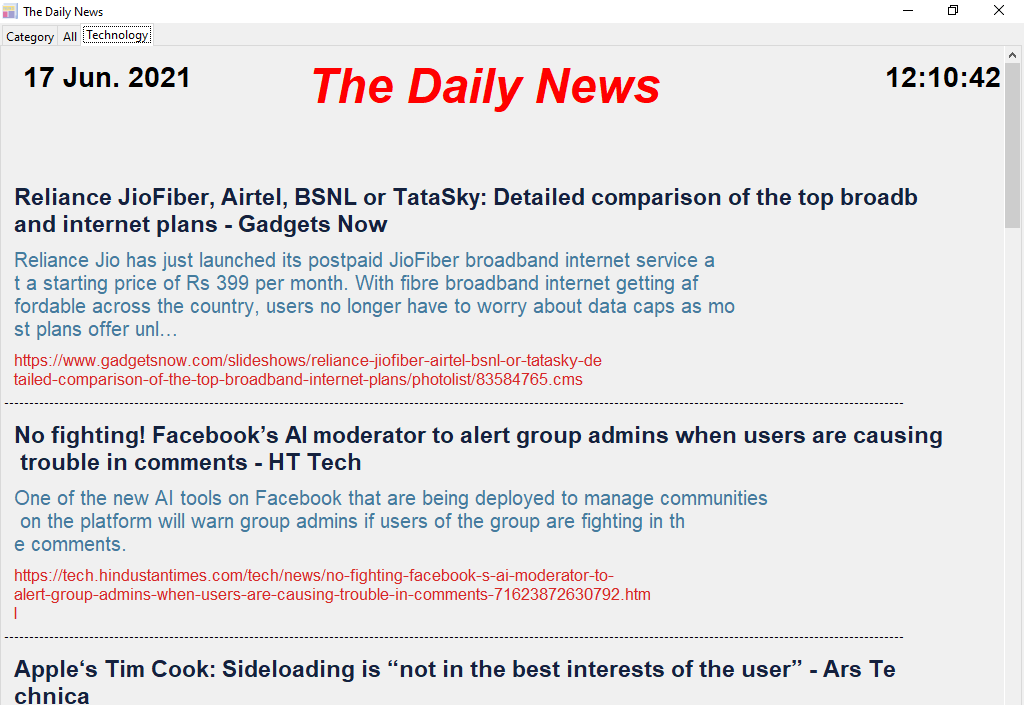 The Daily News
Category All Technology
17 Jun. 2021 The Daily News 12:10:42
Reliance JioFiber, Airtel, BSNL or TataSky: Detailed comparison of the top broadb
and internet plans - Gadgets Now
Reliance Jio has just launched its postpaid JioFiber broadband internet service a
t a starting price of Rs 399 per month. With fibre broadband internet getting af
fordable across the country, users no longer have to worry about data caps as mo
st plans offer unl…
https://www.gadgetsnow.com/slideshows/reliance-jiofiber-airtel-bsnl-or-tatasky-de
tailed-comparison-of-the-top-broadband-internet-plans/photolist/83584765.cms
No fighting! Facebook’s AI moderator to alert group admins when users are causing
trouble in comments - HT Tech
One of the new AI tools on Facebook that are being deployed to manage communities
on the platform will warn group admins if users of the group are fighting in th
e comments.
https://tech.hindustantimes.com/tech/news/no-fighting-facebook-s-ai-moderator-to-
alert-group-admins-when-users-are-causing-trouble-in-comments-71623872630792.htm
l
Apple‘s Tim Cook: Sideloading is “not in the best interests of the user” - Ars Te
chnica